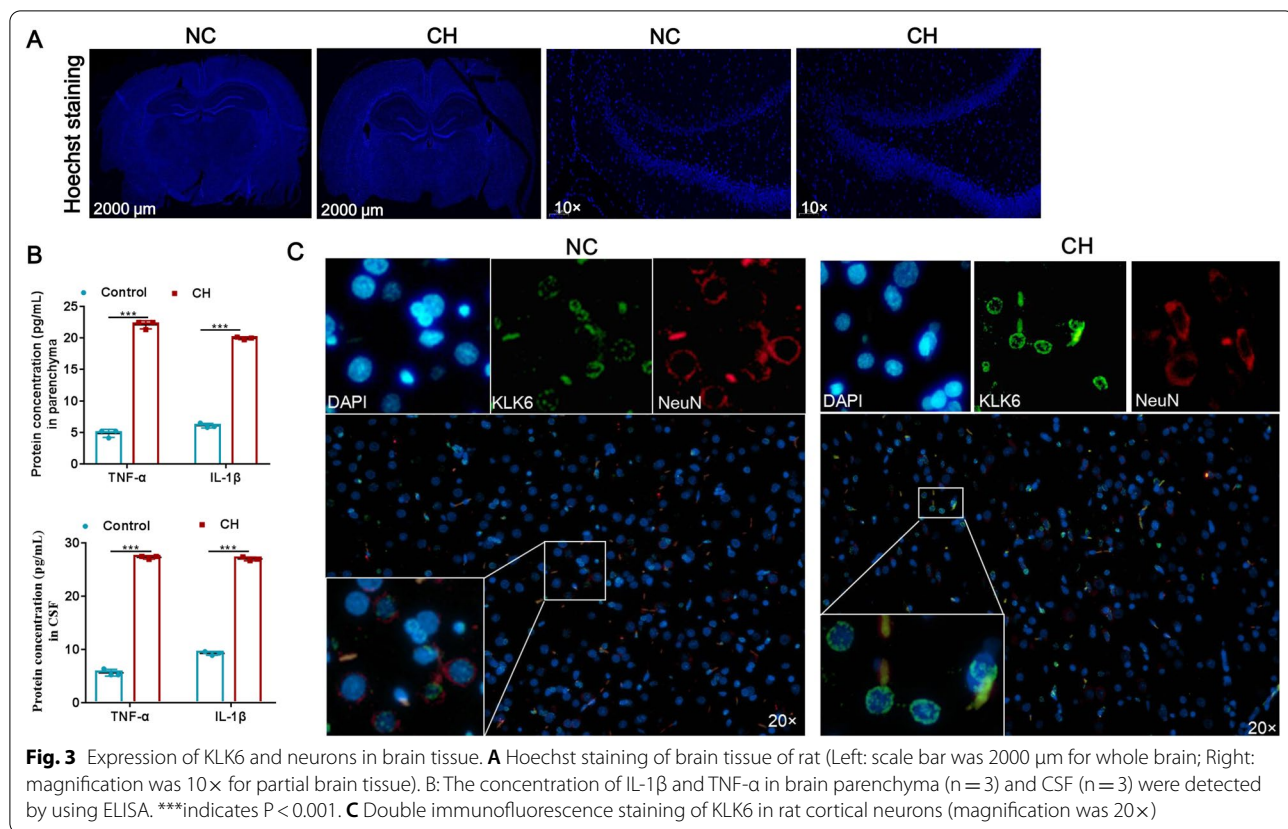 A
NC
CH
NC
CH
Hoechst staining
2000 µm
2000 µm
10×
10×
B
Control
CH
Protein concentration (pg/mL)
in parenchyma
25
20
15
10
5
0
***
***
TNF-α
IL-1β
Control
CH
Protein concentration (pg/mL)
in CSF
30
20
10
0
***
***
TNF-α
IL-1β
C
NC
CH
DAPI
KLK6
NeuN
DAPI
KLK6
NeuN
20×
20×
Fig. 3 Expression of KLK6 and neurons in brain tissue. A Hoechst staining of brain tissue of rat (Left: scale bar was 2000 µm for whole brain; Right:
magnification was 10× for partial brain tissue). B: The concentration of IL-1β and TNF-α in brain parenchyma (n = 3) and CSF (n = 3) were detected
by using ELISA. ***indicates P < 0.001. C Double immunofluorescence staining of KLK6 in rat cortical neurons (magnification was 20×)